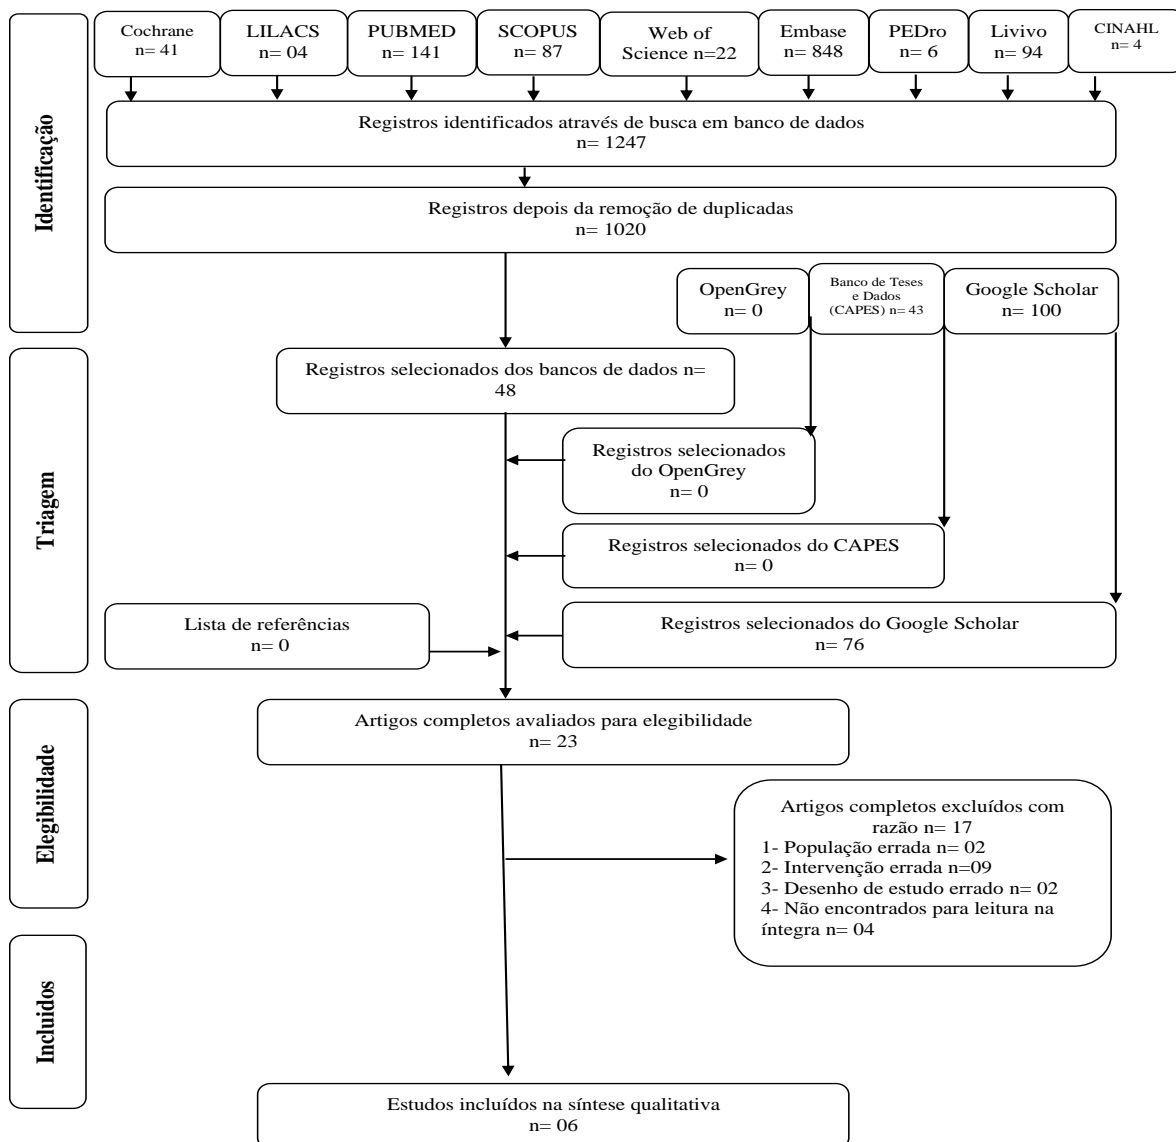 Identificação
Cochrane
n= 41
LILACS
n= 04
PUBMED
n= 141
SCOPUS
n= 87
Web of
Science n=22
Embase
n= 848
PEDro
n= 6
Livivo
n= 94
CINAHL
n= 4
Registros identificados através de busca em banco de dados
n= 1247
Registros depois da remoção de duplicadas
n= 1020
OpenGrey
n= 0
Banco de Teses
e Dados
(CAPES) n= 43
Google Scholar
n= 100
Triagem
Registros selecionados dos bancos de dados n=
48
Registros selecionados
do OpenGrey
n= 0
Registros selecionados do CAPES
n= 0
Lista de referências
n= 0
Registros selecionados do Google Scholar
n= 76
Elegibilidade
Artigos completos avaliados para elegibilidade
n= 23
Artigos completos excluídos com
razão n= 17
1- População errada n= 02
2- Intervenção errada n=09
3- Desenho de estudo errado n= 02
4- Não encontrados para leitura na
íntegra n= 04
Incluidos
Estudos incluídos na síntese qualitativa
n= 06